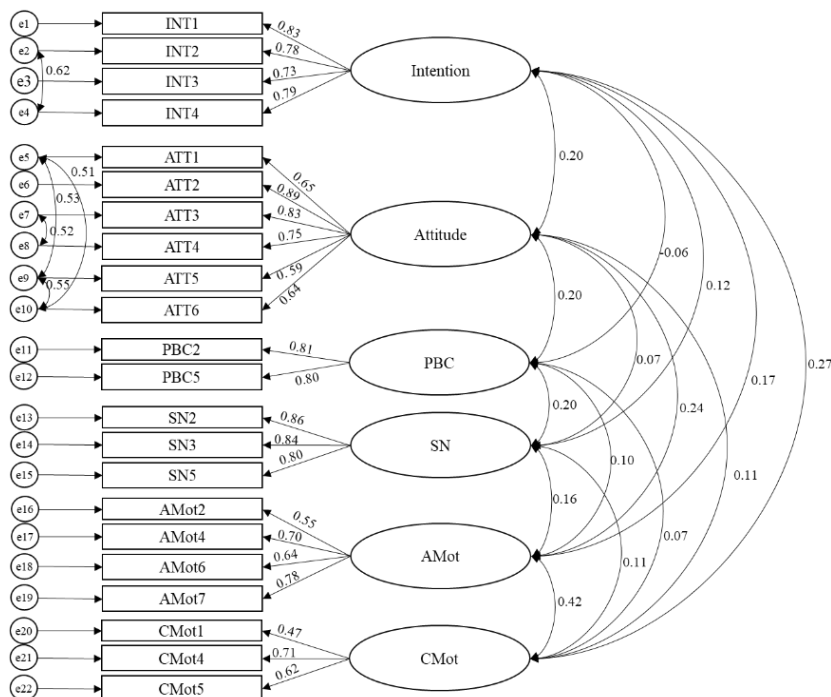 e1 INT1
0.83
e2 INT2
0.78
Intention
0.62
e3 INT3
0.73
e4 INT4
0.79
0.20
e5 ATT1
0.51
0.65
e6 ATT2
0.89
0.53
e7 ATT3
0.83
Attitude
0.52
e8 ATT4
0.75
-0.06
e9 ATT5
0.59
0.55
e10 ATT6
0.64
0.20
0.12
e11 PBC2
0.81
PBC
0.07
0.27
e12 PBC5
0.80
0.17
0.20
0.24
e13 SN2
0.86
e14 SN3
0.84
SN
0.10
e15 SN5
0.80
0.11
0.16
e16 AMot2
0.55
e17 AMot4
0.70
0.07
AMot
e18 AMot6
0.64
0.11
e19 AMot7
0.78
0.42
e20 CMot1
0.47
e21 CMot4
0.71
CMot
e22 CMot5
0.62